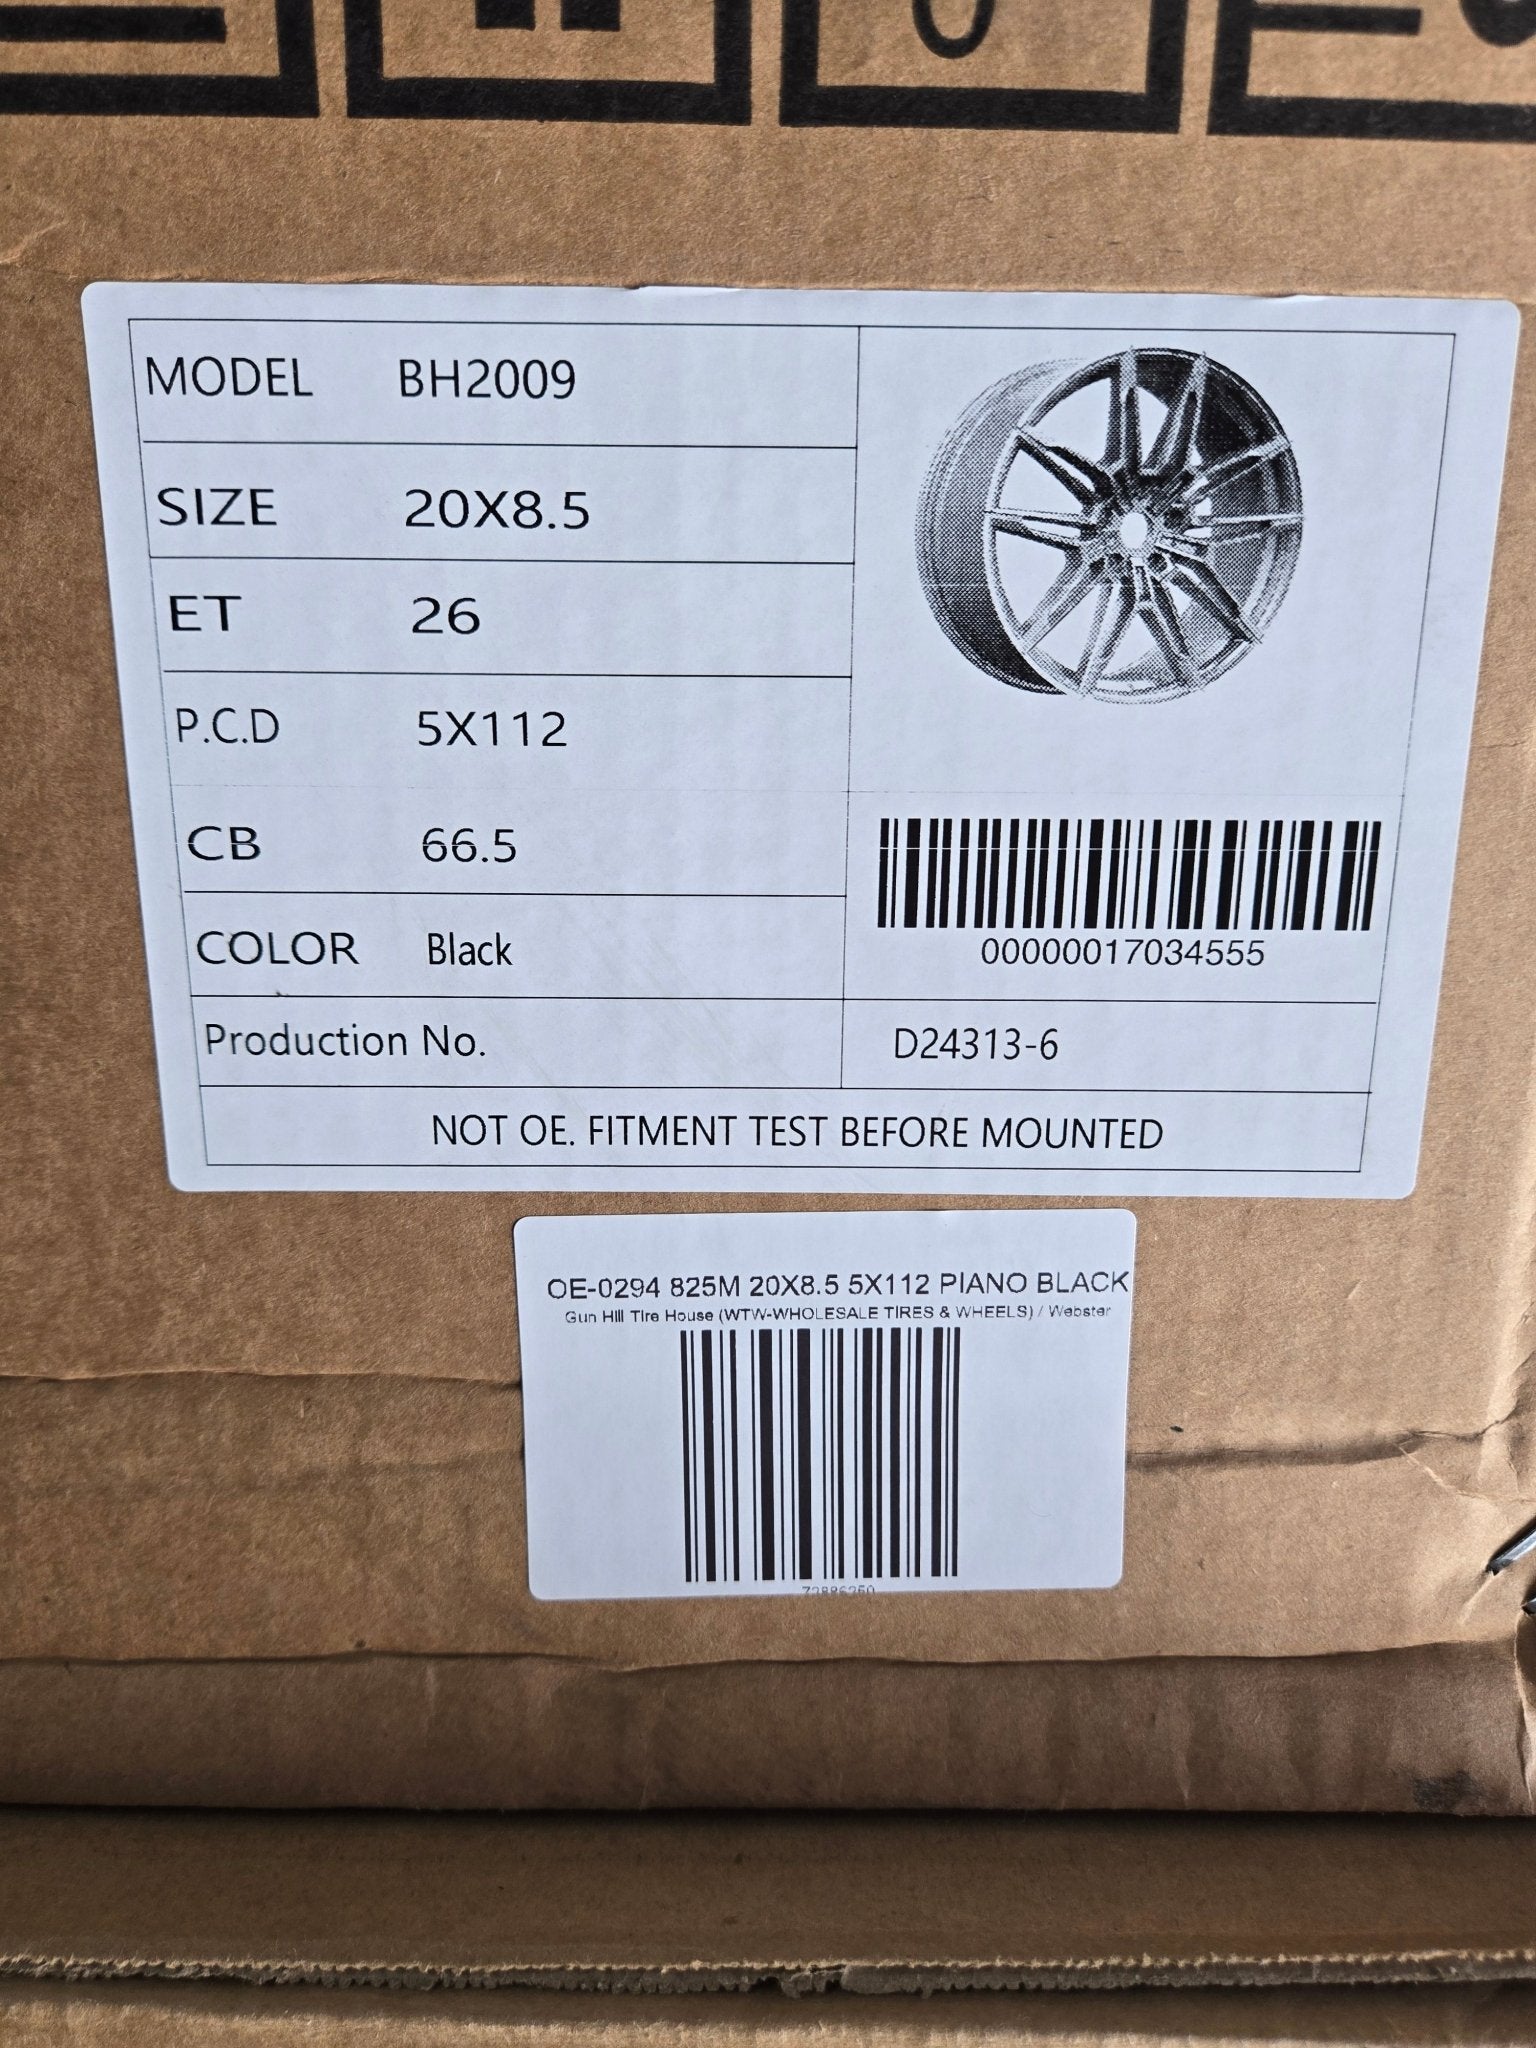 MODEL BH2009
SIZE 20X8.5
ET 26
P.C.D 5X112
CB 66.5
COLOR Black
00000017034555
Production No. D24313-6
NOT OE. FITMENT TEST BEFORE MOUNTED
OE-0294 825M 20X8.5 5X112 PIANO BLACK
Gun Hill Tire House (WTW-WHOLESALE TIRES & WHEELS) / Webster